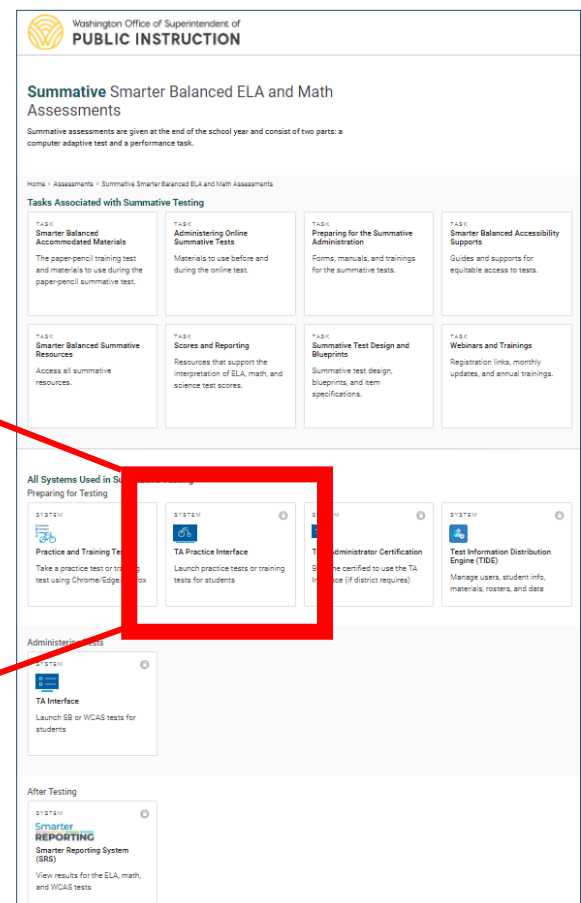 Washington Office of Superintendent of
PUBLIC INSTRUCTION
Summative Smarter Balanced ELA and Math
Assessments
Summative assessments are given at the end of the school year and consist of two parts: a
computer adaptive test and a performance task.
Home › Assessments › Summative Smarter Balanced ELA and Math Assessments
Tasks Associated with Summative Testing
TASK
Smarter Balanced
Accommodated Materials
The paper-pencil training test
and materials to use during the
paper-pencil summative test.
TASK
Administering Online
Summative Tests
Materials to use before and
during the online test.
TASK
Preparing for the Summative
Administration
Forms, manuals, and trainings
for the summative tests.
TASK
Smarter Balanced Accessibility
Supports
Guides and supports for
equitable access to tests.
TASK
Smarter Balanced Summative
Resources
Access all summative
resources.
TASK
Scores and Reporting
Resources that support the
interpretation of ELA, math, and
science test scores.
TASK
Summative Test Design and
Blueprints
Summative test design,
blueprints, and item
specifications.
TASK
Webinars and Trainings
Registration links, monthly
updates, and annual trainings.
All Systems Used in
Preparing for Testing
SYSTEM
Practice and Training
Take a practice test or
test using Chrome/Edge/
SYSTEM
TA Practice Interface
Launch practice tests or training
tests for students
Administrator Certification
certified to use the TA
(if district requires)
SYSTEM
Test Information Distribution
Engine (TIDE)
Manage users, student info,
materials, rosters, and data
Administering
SYSTEM
TA Interface
Launch SB or WCAS tests for
students
After Testing
SYSTEM
Smarter
REPORTING
Smarter Reporting System
(SRS)
View results for the ELA, math,
and WCAS tests